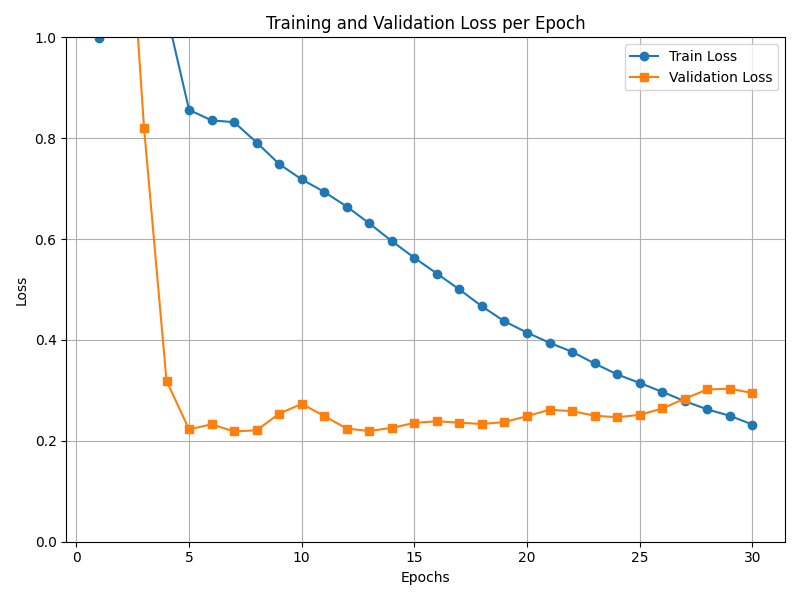 Training and Validation Loss per Epoch
Train Loss
Validation Loss
1.0
0.8
0.6
0.4
0.2
0.0
Loss
0 5 10 15 20 25 30
Epochs